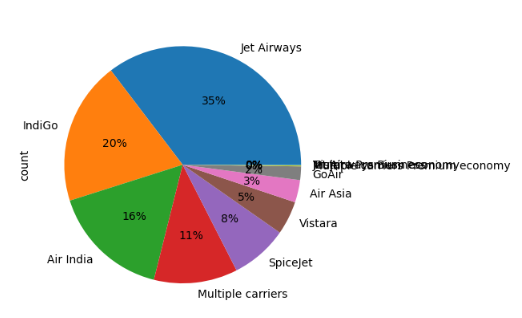 Jet Airways
35%
IndiGo
20%
count
Air India
16%
Multiple carriers
11%
SpiceJet
8%
Vistara
5%
Air Asia
3%
GoAir
2%
0%